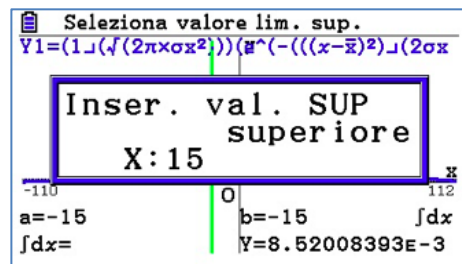 Seleziona valore lim. sup.
Y1=(1⌟(√(2π×σx²)))(e^(-(((x-x̄)²)⌟(2σx
Inser. val. SUP
superiore
X:15
x
-110 O 112
a=-15 b=-15 ∫dx
∫dx= Y=8.52008393E-3